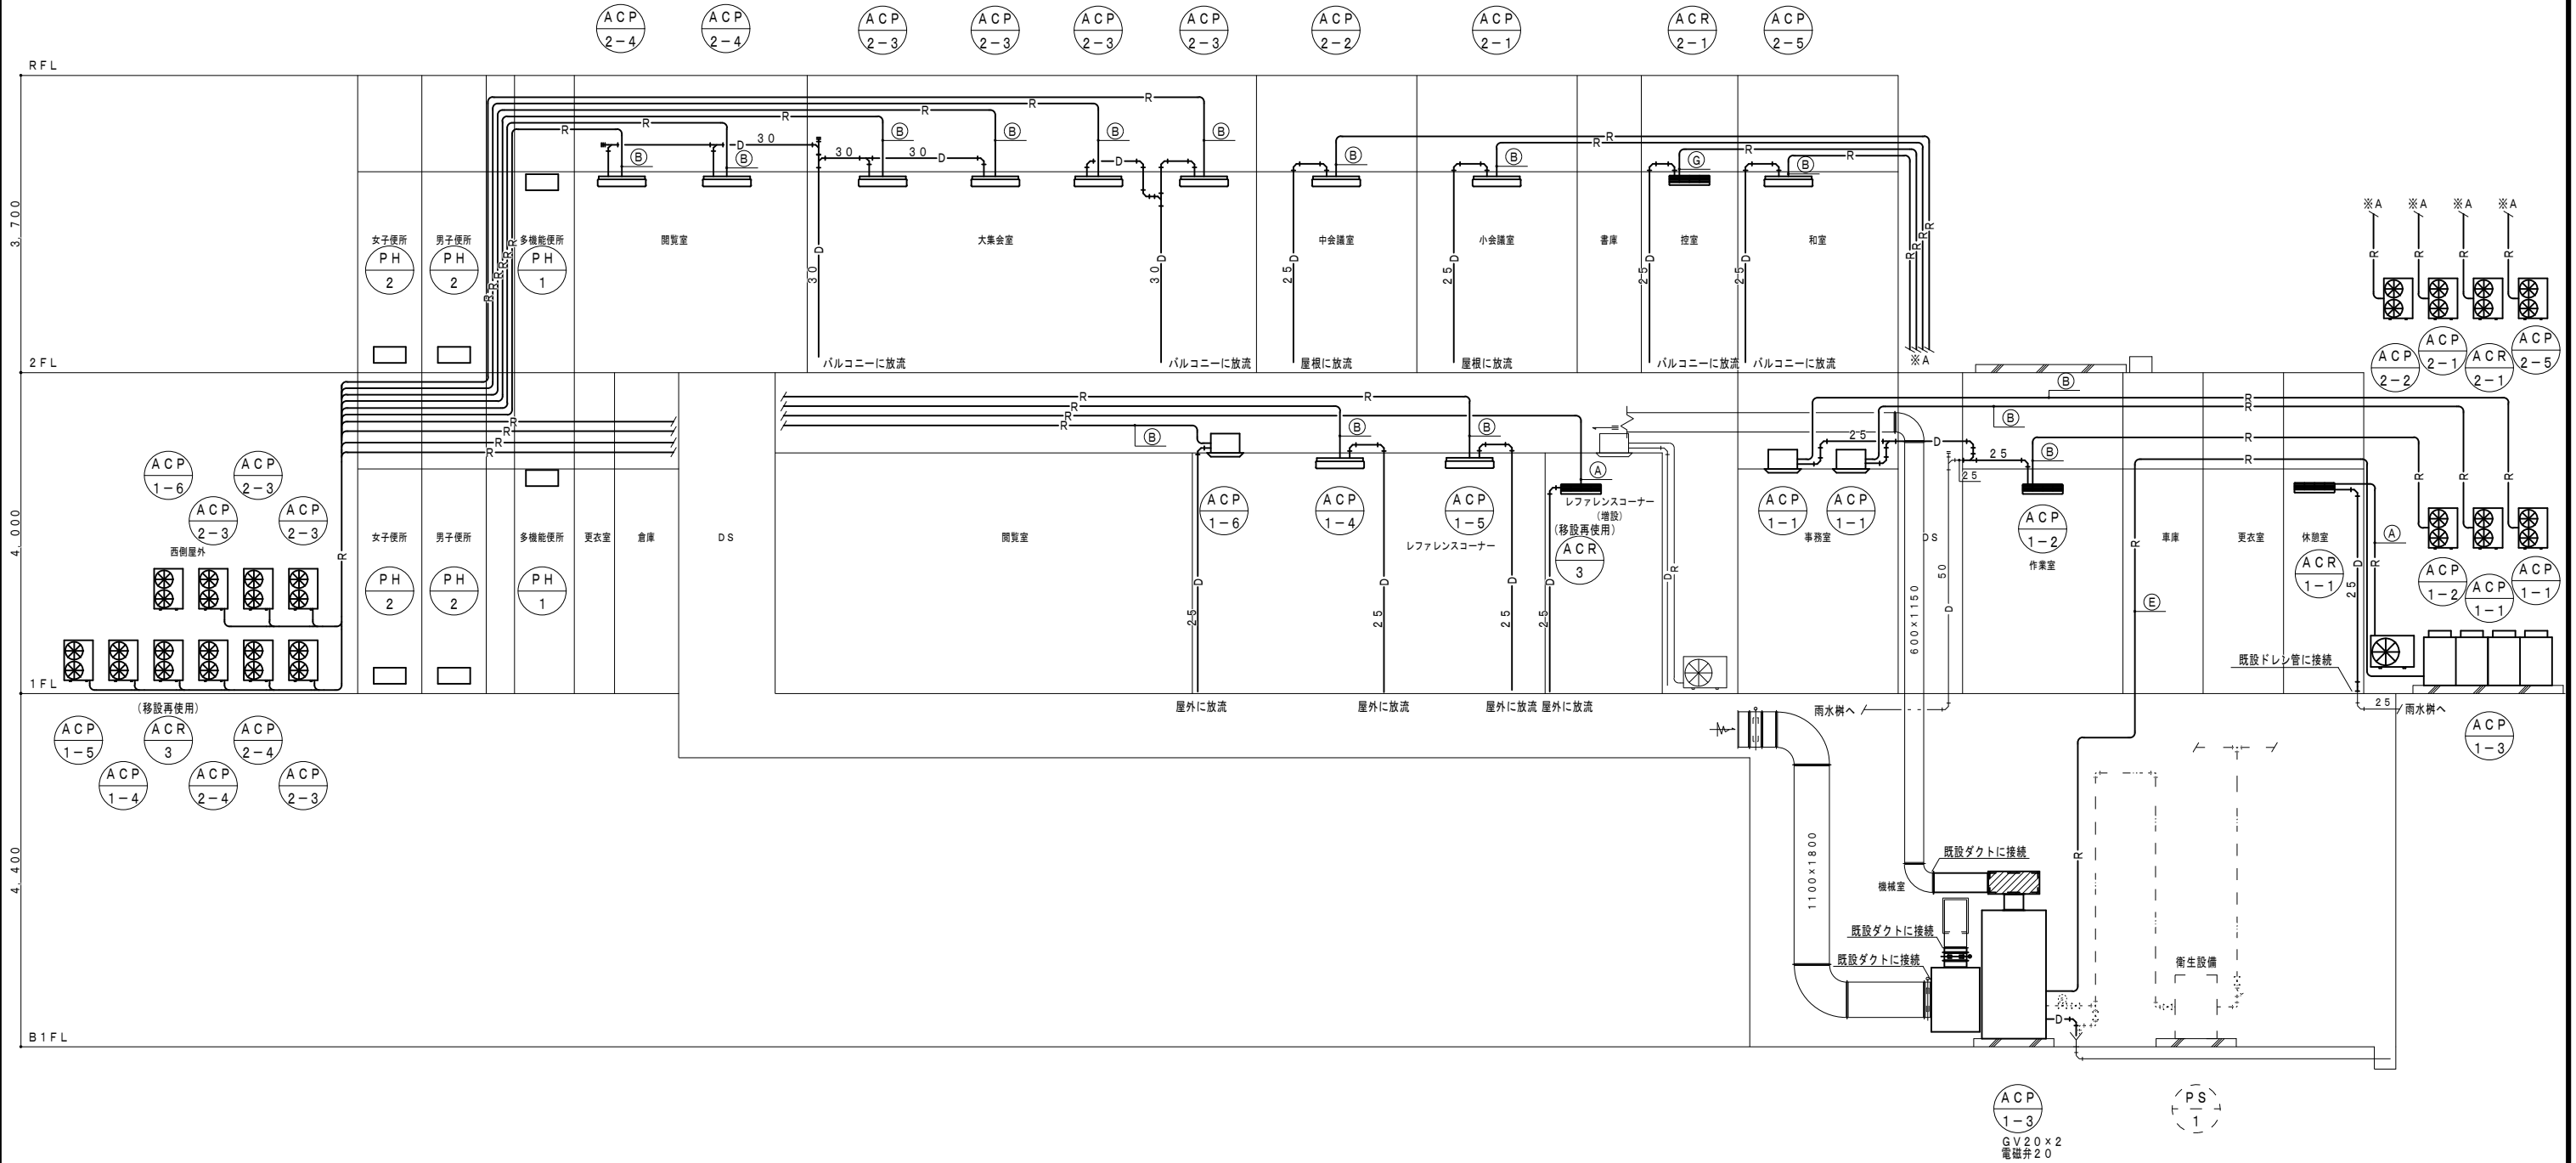 ACP 2-4
ACP 2-4
ACP 2-3
ACP 2-3
ACP 2-3
ACP 2-3
ACP 2-2
ACP 2-1
ACR 2-1
ACP 2-5
RFL
R
R
R
R
R
R
R
R
R
R
30
30
30
D
D
D
B
B
B
B
B
B
B
B
G
B
3,700
女子便所
男子便所
多機能便所
閲覧室
大集会室
中会議室
小会議室
書庫
控室
和室
PH 2
PH 2
PH 1
R
R
R
R
R
R
30
D
30
D
25
D
25
D
25
D
25
D
R
R
R
R
※A
※A
※A
※A
R
R
R
R
2FL
バルコニーに放流
バルコニーに放流
屋根に放流
屋根に放流
バルコニーに放流
バルコニーに放流
※A
ACP 2-2
ACP 2-1
ACR 2-1
ACP 2-5
R
R
R
R
R
R
R
R
B
B
B
B
B
B
A
R
R
R
R
25
D
25
25
4,000
ACP 1-6
ACP 2-3
ACP 2-3
ACP 2-3
西側屋外
R
女子便所
男子便所
多機能便所
更衣室
倉庫
DS
閲覧室
ACP 1-6
ACP 1-4
ACP 1-5
レファレンスコーナー
レファレンスコーナー
(増設)
(移設再使用)
ACR 3
ACP 1-1
ACP 1-1
事務室
DS
ACP 1-2
作業室
車庫
更衣室
休憩室
ACR 1-1
A
R
R
R
R
R
ACP 1-2
ACP 1-1
ACP 1-1
PH 2
PH 2
PH 1
25
D
25
D
25
D
25
D
D
R
600×1150
50
D
E
25
D
既設ドレン管に接続
1FL
(移設再使用)
屋外に放流
屋外に放流
屋外に放流
屋外に放流
雨水桝へ
25
雨水桝へ
ACP 1-5
ACP 1-4
ACR 3
ACP 2-4
ACP 2-4
ACP 2-3
ACP 1-3
4,400
1100×1800
R
既設ダクトに接続
機械室
既設ダクトに接続
既設ダクトに接続
衛生設備
D
B1FL
ACP 1-3
GV20×2
電磁弁20
PS 1